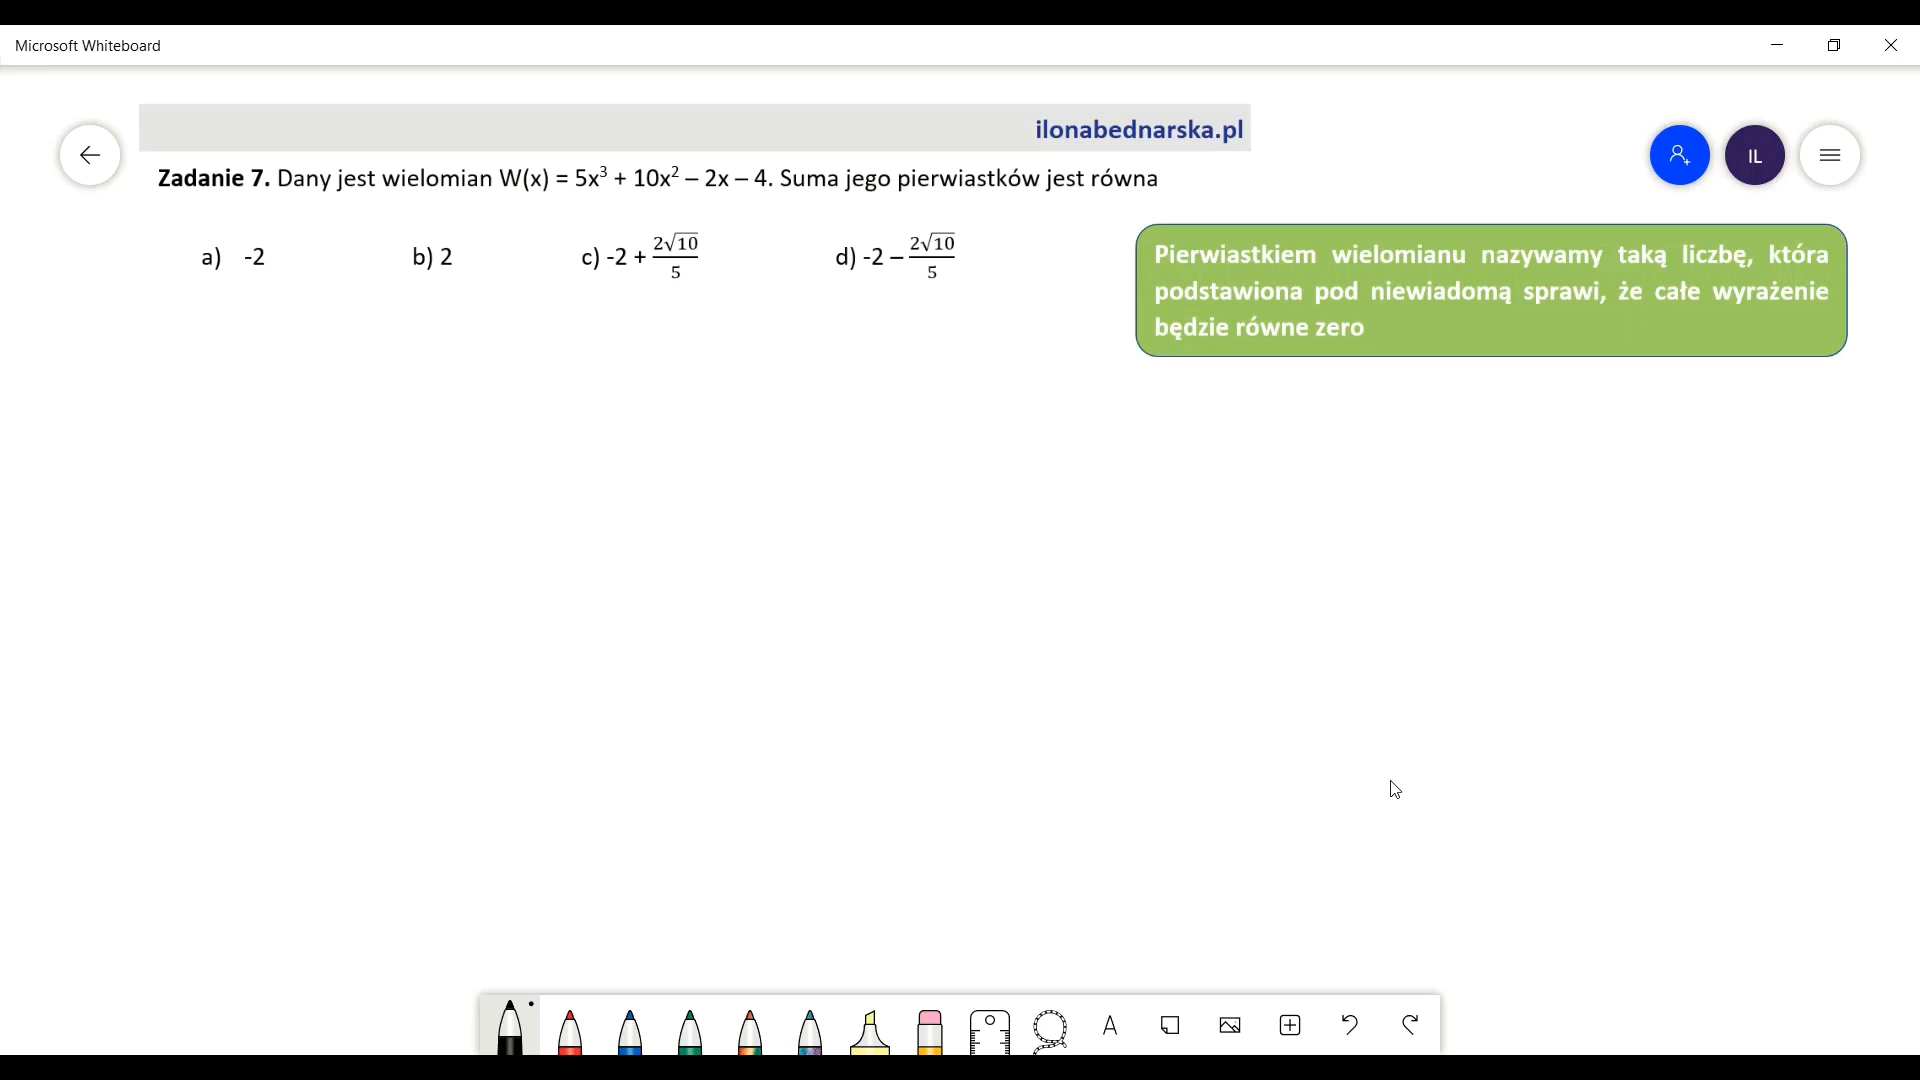 Microsoft Whiteboard
ilonabednarska.pl
IL
Zadanie 7. Dany jest wielomian W(x) = 5x³ + 10x² – 2x – 4. Suma jego pierwiastków jest równa
a) -2 b) 2 c) -2 + 2√10/5 d) -2 – 2√10/5
Pierwiastkiem wielomianu nazywamy taką liczbę, która
podstawiona pod niewiadomą sprawi, że całe wyrażenie
będzie równe zero